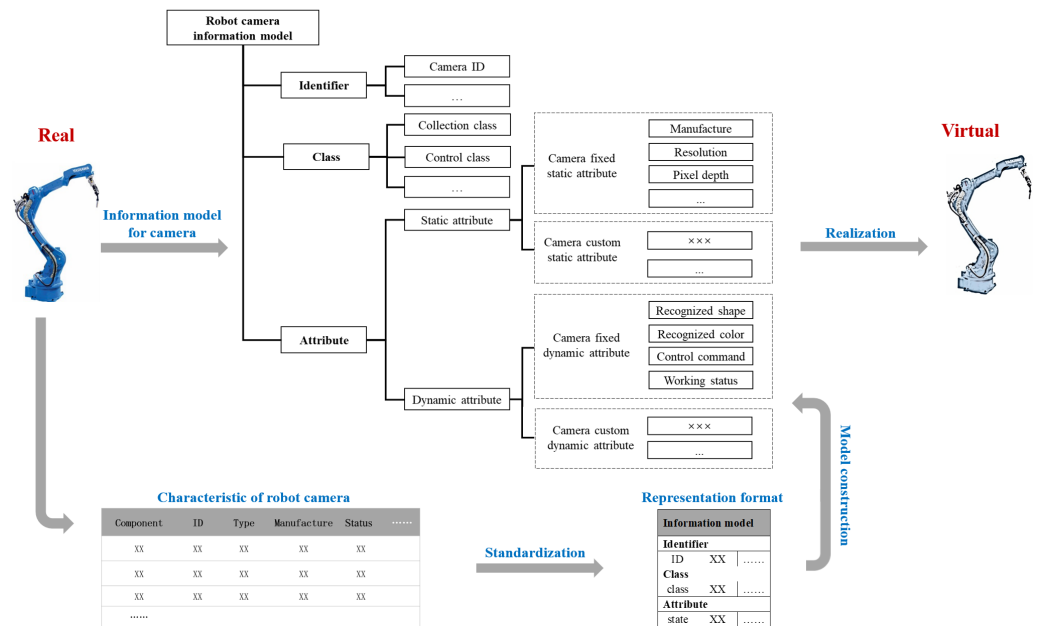 Robot camera
information model
Identifier
Camera ID
...
Class
Collection class
Control class
...
Attribute
Static attribute
Camera fixed
static attribute
Manufacture
Resolution
Pixel depth
...
Camera custom
static attribute
×××
...
Dynamic attribute
Camera fixed
dynamic attribute
Recognized shape
Recognized color
Control command
Working status
Camera custom
dynamic attribute
×××
...
Real
Information model
for camera
Realization
Virtual
Characteristic of robot camera
Component ID Type Manufacture Status ······
XX XX XX XX XX
XX XX XX XX XX
XX XX XX XX XX
······
Standardization
Representation format
Information model
Identifier
ID XX ······
Class
class XX ······
Attribute
state XX ······
Model construction